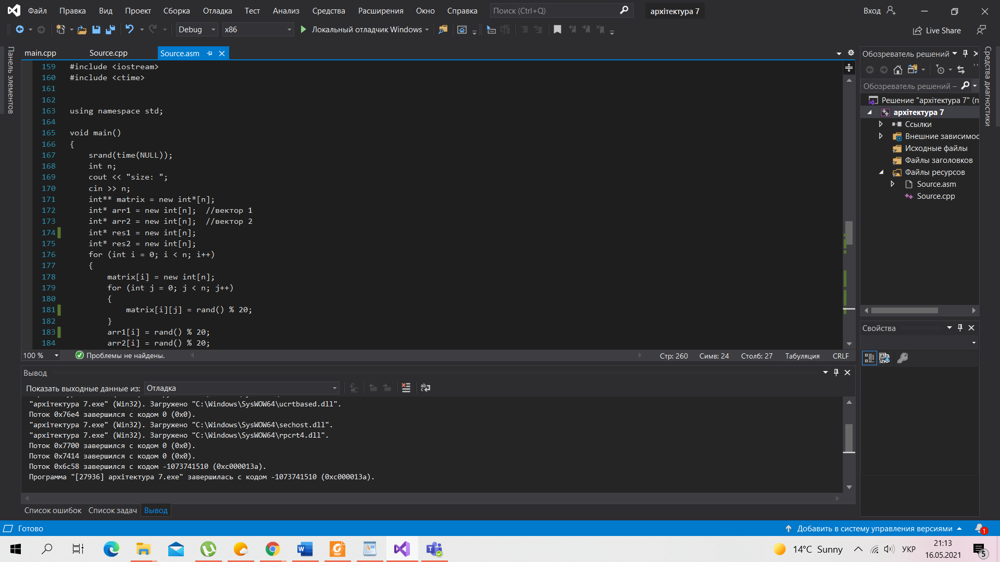 Файл Правка Вид Проект Сборка Отладка Тест Анализ Средства Расширения Окно Справка Поиск (Ctrl+Q) архітектура 7 Вход
Debug x86 Локальный отладчик Windows Live Share
Панель элементов
main.cpp Source.cpp Source.asm
159 #include <iostream>
160 #include <ctime>
161
162
163 using namespace std;
164
165 void main()
166 {
167 srand(time(NULL));
168 int n;
169 cout << "size: ";
170 cin >> n;
171 int** matrix = new int*[n];
172 int* arr1 = new int[n]; //вектор 1
173 int* arr2 = new int[n]; //вектор 2
174 int* res1 = new int[n];
175 int* res2 = new int[n];
176 for (int i = 0; i < n; i++)
177 {
178 matrix[i] = new int[n];
179 for (int j = 0; j < n; j++)
180 {
181 matrix[i][j] = rand() % 20;
182 }
183 arr1[i] = rand() % 20;
184 arr2[i] = rand() % 20;
100 % Проблемы не найдены. Стр: 260 Симв: 24 Столб: 27 Табуляция CRLF
Вывод
Показать выходные данные из: Отладка
"архітектура 7.exe" (Win32). Загружено "C:\Windows\SysWOW64\ucrtbased.dll".
Поток 0x76e4 завершился с кодом 0 (0x0).
"архітектура 7.exe" (Win32). Загружено "C:\Windows\SysWOW64\sechost.dll".
"архітектура 7.exe" (Win32). Загружено "C:\Windows\SysWOW64\rpcrt4.dll".
Поток 0x7700 завершился с кодом 0 (0x0).
Поток 0x7414 завершился с кодом 0 (0x0).
Поток 0x6c58 завершился с кодом -1073741510 (0xc000013a).
Программа "[27936] архітектура 7.exe" завершилась с кодом -1073741510 (0xc000013a).
Список ошибок Список задач Вывод
Обозреватель решений
Обозреватель решений –
Решение "архітектура 7" (п
архітектура 7
Ссылки
Внешние зависимос
Исходные файлы
Файлы заголовков
Файлы ресурсов
Source.asm
Source.cpp
Свойства
Средства диагностики
Готово Добавить в систему управления версиями 1
14°C Sunny УКР 21:13
16.05.2021 5